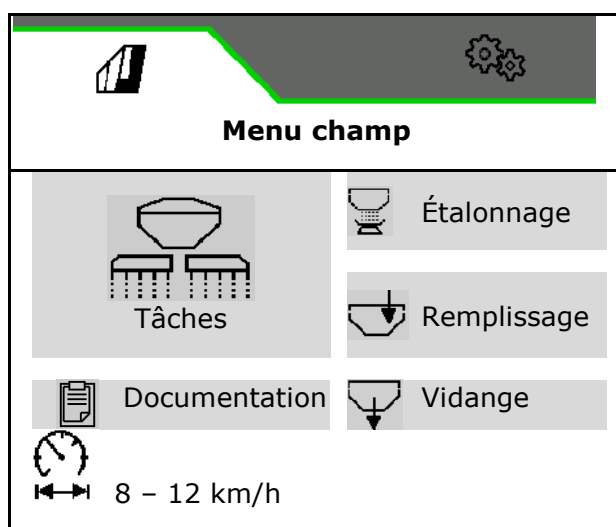 Menu champ
Étalonnage
Tâches
Remplissage
Documentation
Vidange
8 – 12 km/h